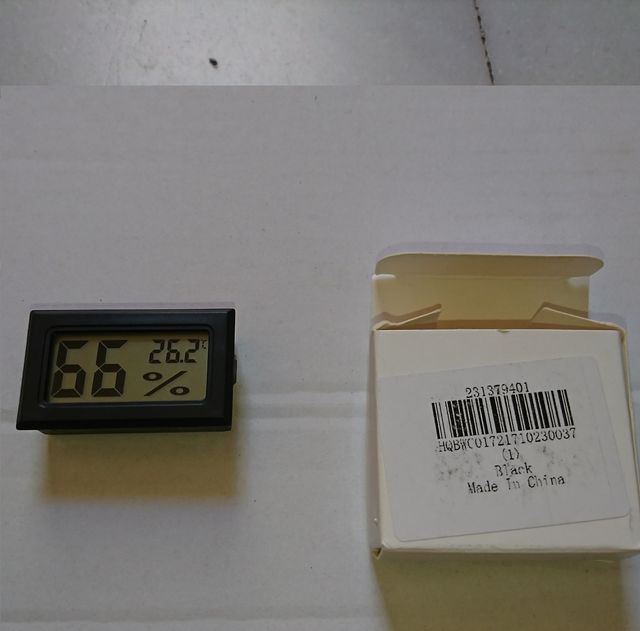 66 26.2℃
%
231379401
HQBWC01721710230037
(1)
Black
Made In China